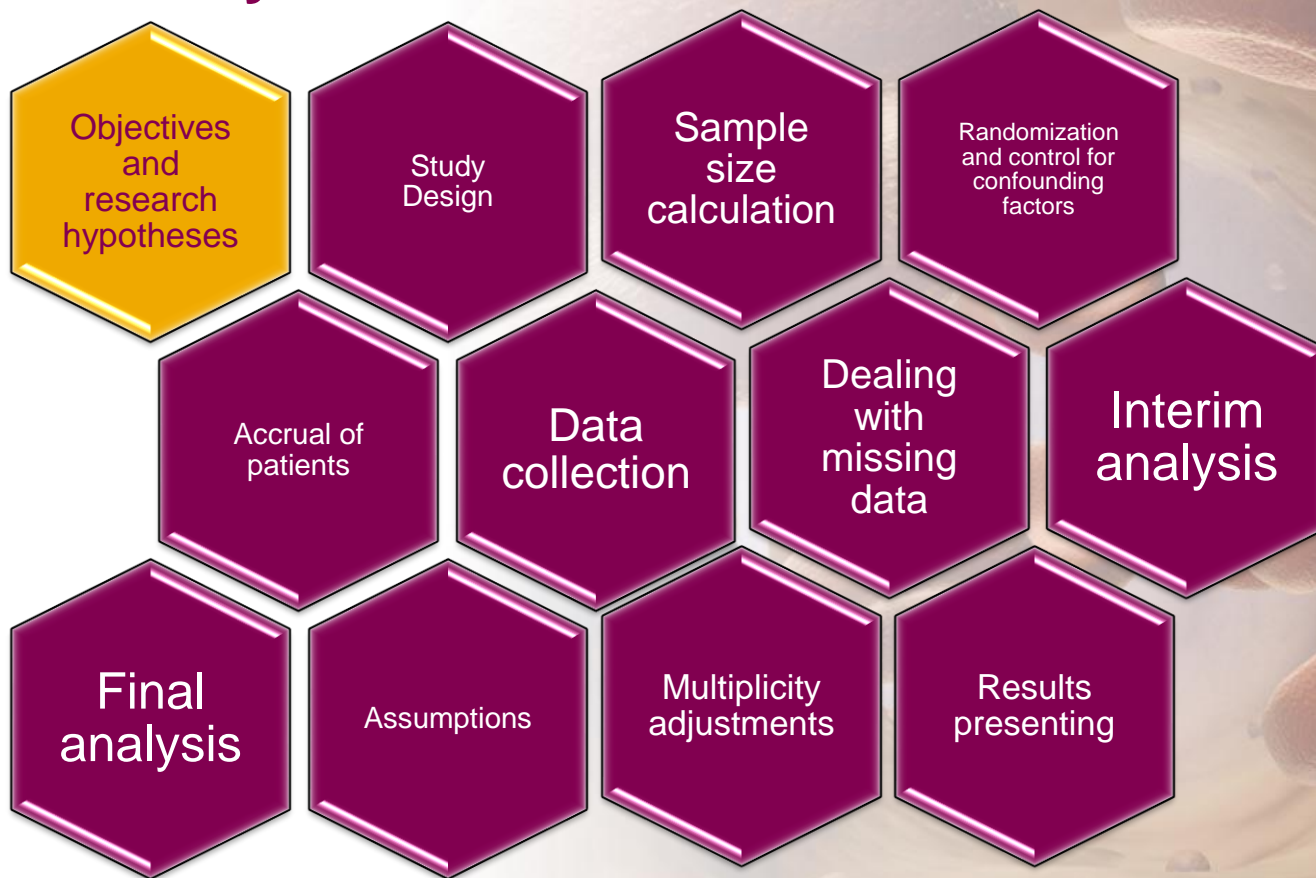 Objectives
and
research
hypotheses
Study
Design
Sample
size
calculation
Randomization
and control for
confounding
factors
Accrual of
patients
Data
collection
Dealing
with
missing
data
Interim
analysis
Final
analysis
Assumptions
Multiplicity
adjustments
Results
presenting